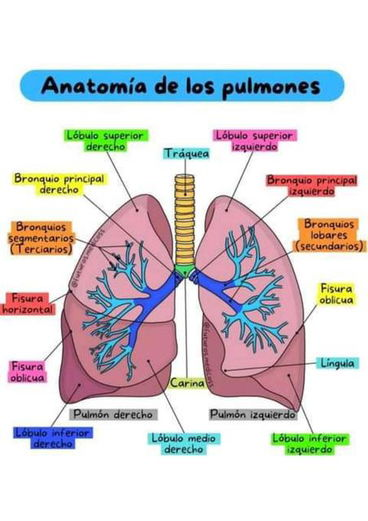 Anatomía de los pulmones
Lóbulo superior
derecho
Lóbulo superior
izquierdo
Tráquea
Bronquio principal
derecho
Bronquio principal
izquierdo
Bronquios
segmentarios
(Terciarios)
Bronquios
lobares
(secundarios)
Fisura
horizontal
Fisura
oblicua
Fisura
oblicua
Língula
Carina
Pulmón derecho
Pulmón izquierdo
Lóbulo inferior
derecho
Lóbulo medio
derecho
Lóbulo inferior
izquierdo